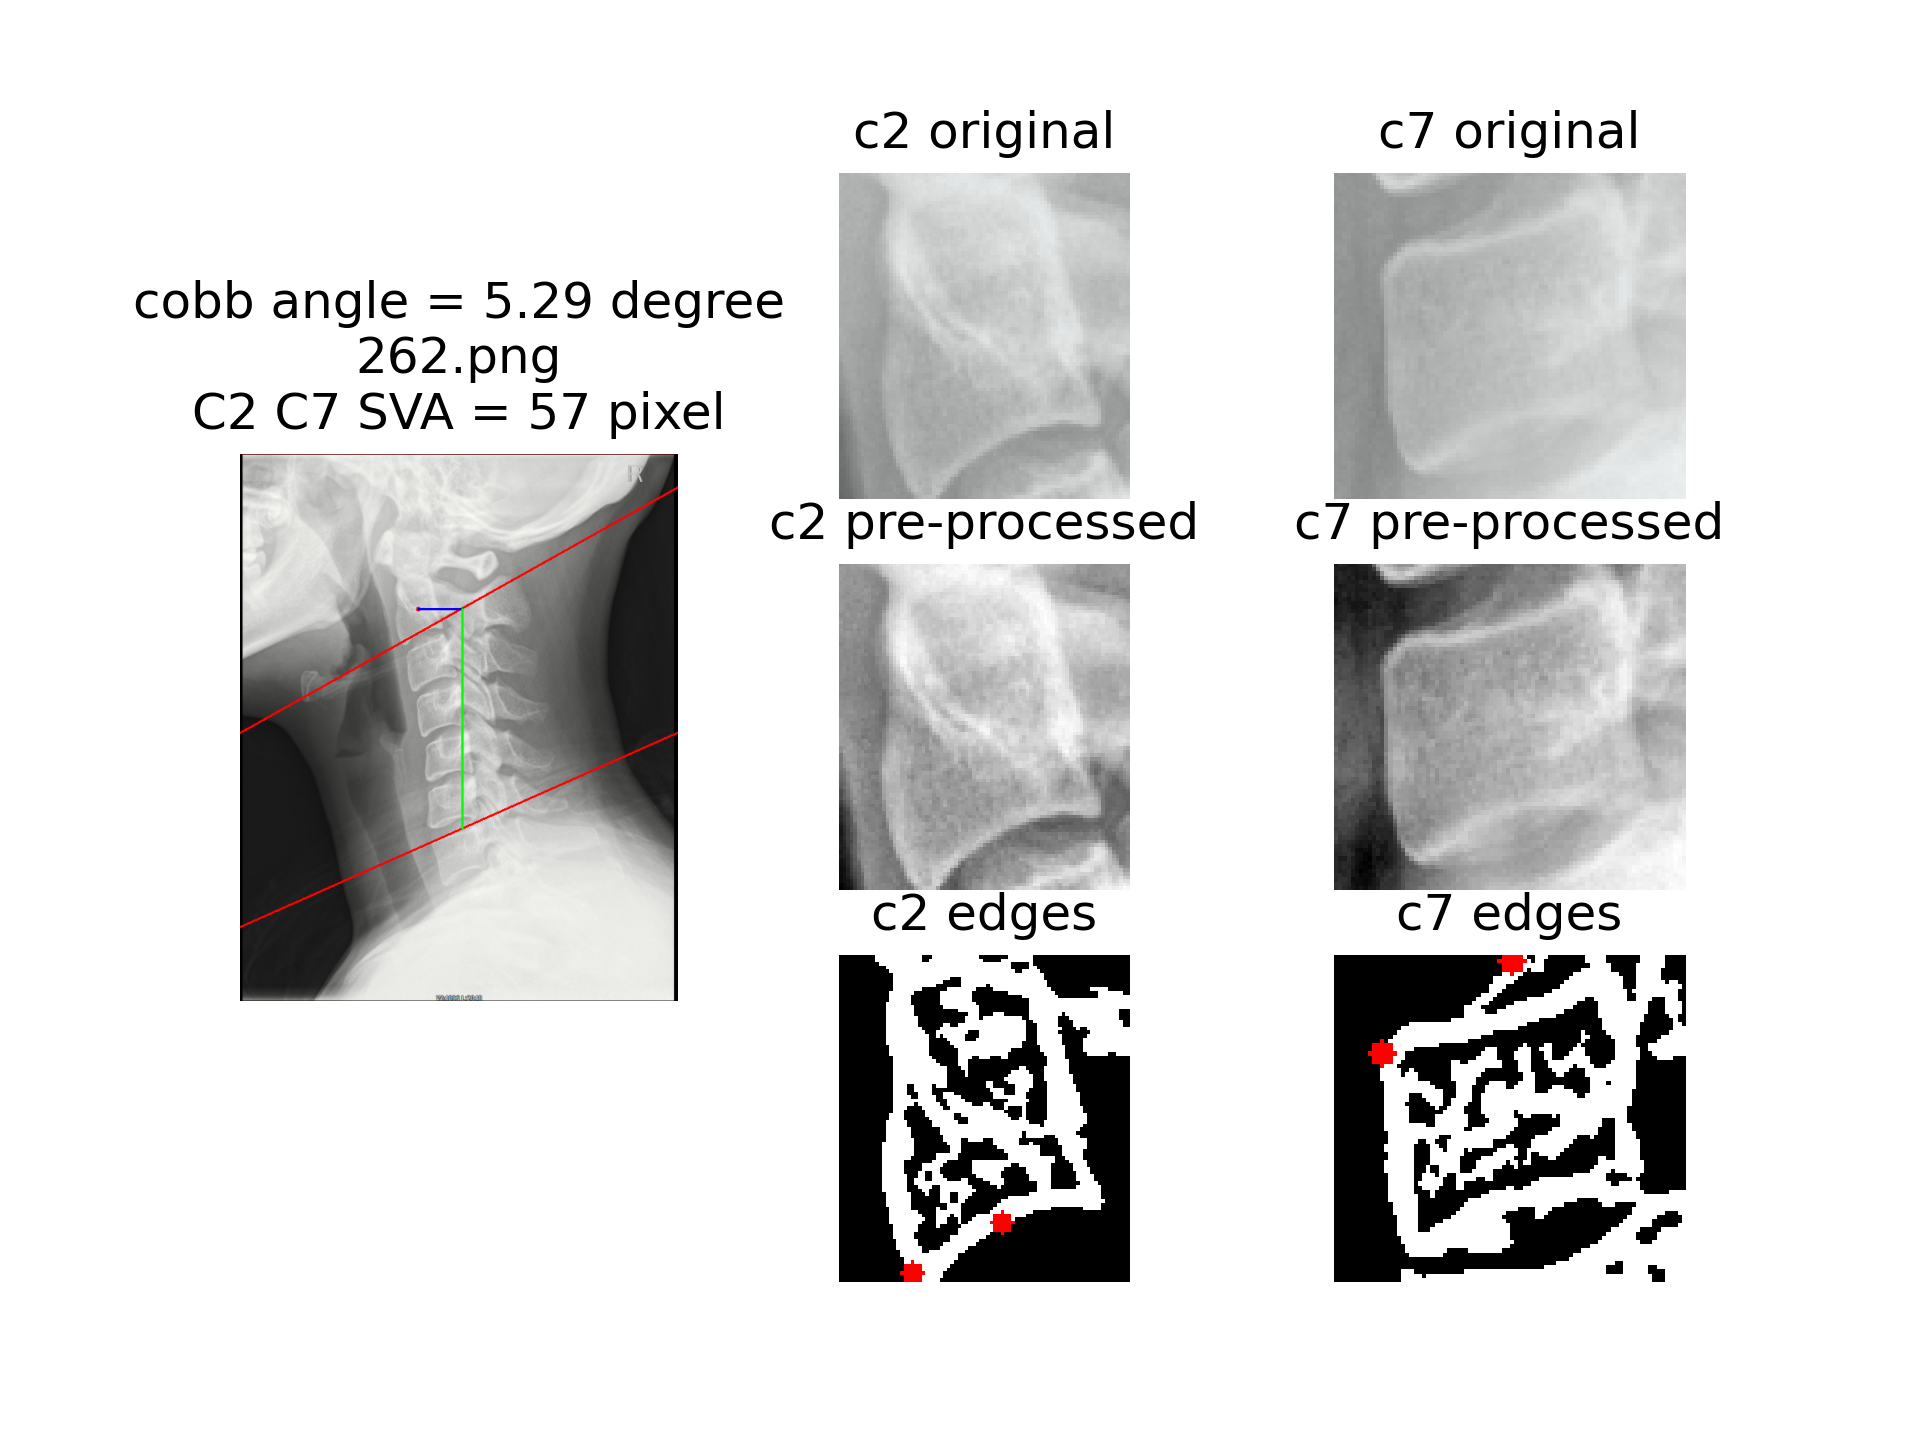 cobb angle = 5.29 degree
262.png
C2 C7 SVA = 57 pixel
R
c2 original
c7 original
c2 pre-processed
c7 pre-processed
c2 edges
c7 edges